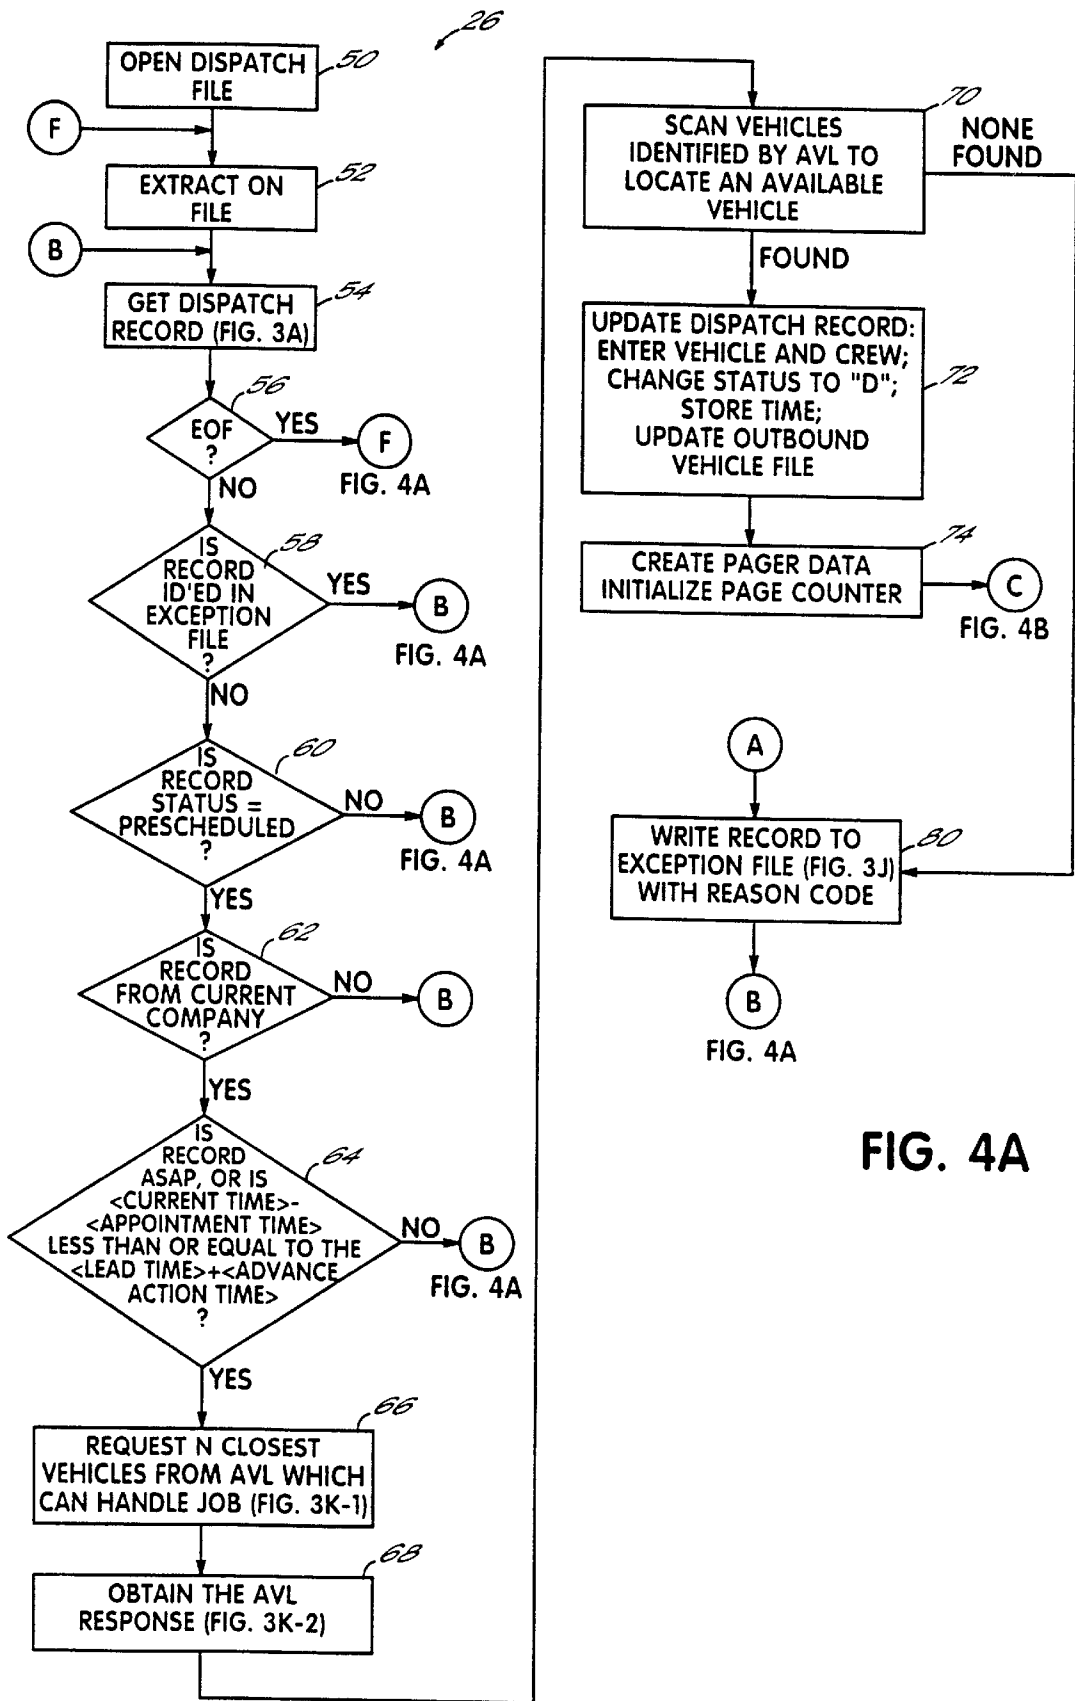 26
OPEN DISPATCH
FILE
50
F
EXTRACT ON
FILE
52
B
GET DISPATCH
RECORD (FIG. 3A)
54
EOF
?
56
YES
F
FIG. 4A
NO
IS
RECORD
ID'ED IN
EXCEPTION
FILE
?
58
YES
B
FIG. 4A
NO
IS
RECORD
STATUS =
PRESCHEDULED
?
60
NO
B
FIG. 4A
YES
IS
RECORD
FROM CURRENT
COMPANY
?
62
NO
B
YES
IS
RECORD
ASAP, OR IS
<CURRENT TIME>-
<APPOINTMENT TIME>
LESS THAN OR EQUAL TO THE
<LEAD TIME>+<ADVANCE
ACTION TIME>
?
64
NO
B
FIG. 4A
YES
REQUEST N CLOSEST
VEHICLES FROM AVL WHICH
CAN HANDLE JOB (FIG. 3K-1)
66
OBTAIN THE AVL
RESPONSE (FIG. 3K-2)
68
SCAN VEHICLES
IDENTIFIED BY AVL TO
LOCATE AN AVAILABLE
VEHICLE
70
NONE
FOUND
FOUND
UPDATE DISPATCH RECORD:
ENTER VEHICLE AND CREW;
CHANGE STATUS TO "D";
STORE TIME;
UPDATE OUTBOUND
VEHICLE FILE
72
CREATE PAGER DATA
INITIALIZE PAGE COUNTER
74
C
FIG. 4B
A
WRITE RECORD TO
EXCEPTION FILE (FIG. 3J)
WITH REASON CODE
80
B
FIG. 4A
FIG. 4A